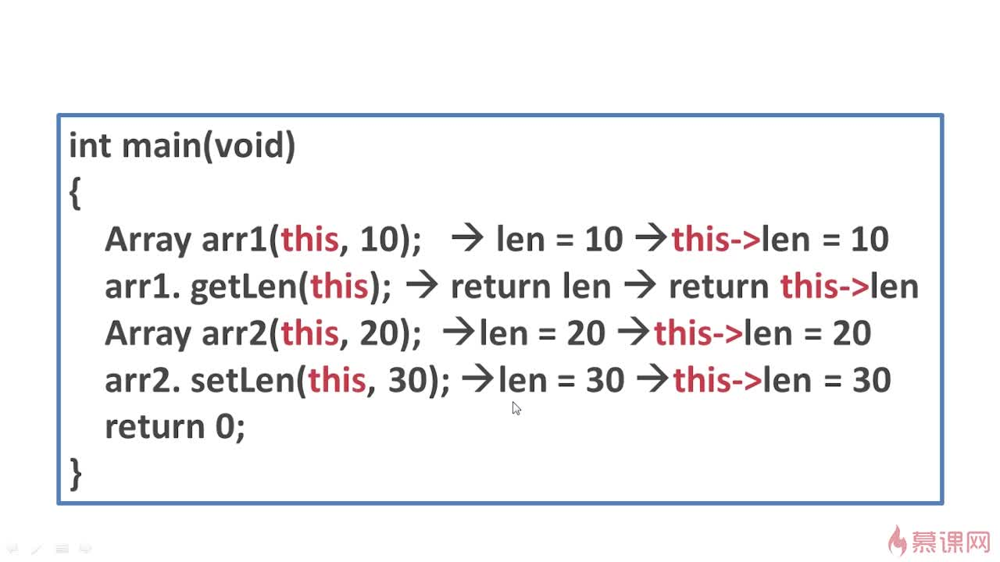 int main(void)
{
Array arr1(this, 10); → len = 10 →this->len = 10
arr1. getLen(this); → return len → return this->len
Array arr2(this, 20); →len = 20 →this->len = 20
arr2. setLen(this, 30); →len = 30 →this->len = 30
return 0;
}
慕课网